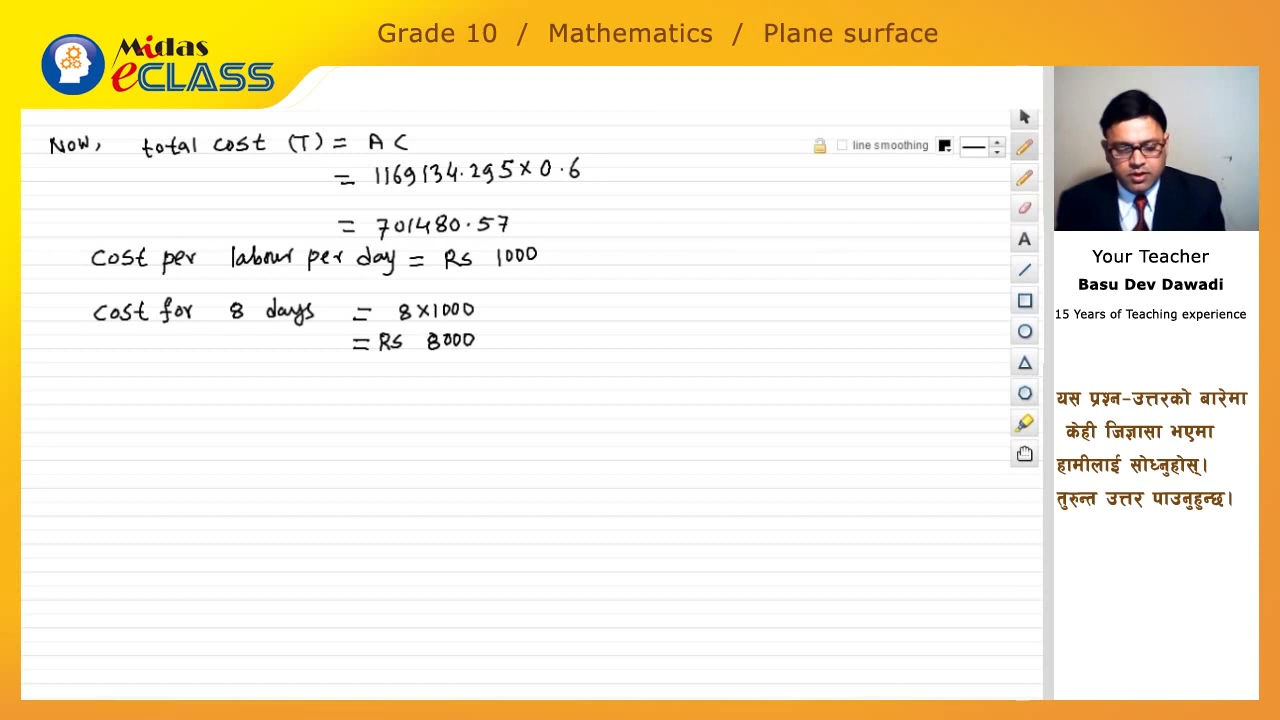 Grade 10 / Mathematics / Plane surface
Midas
eCLASS
Now, total cost (T) = A C
= 1169134.295 × 0.6
= 701480.57
Cost per labour per day = Rs 1000
Cost for 8 days = 8×1000
= Rs 8000
line smoothing
A
Your Teacher
Basu Dev Dawadi
15 Years of Teaching experience
यस प्रश्न-उत्तरको बारेमा
केही जिज्ञासा भएमा
हामीलाई सोध्नुहोस्।
तुरुन्त उत्तर पाउनुहुन्छ।